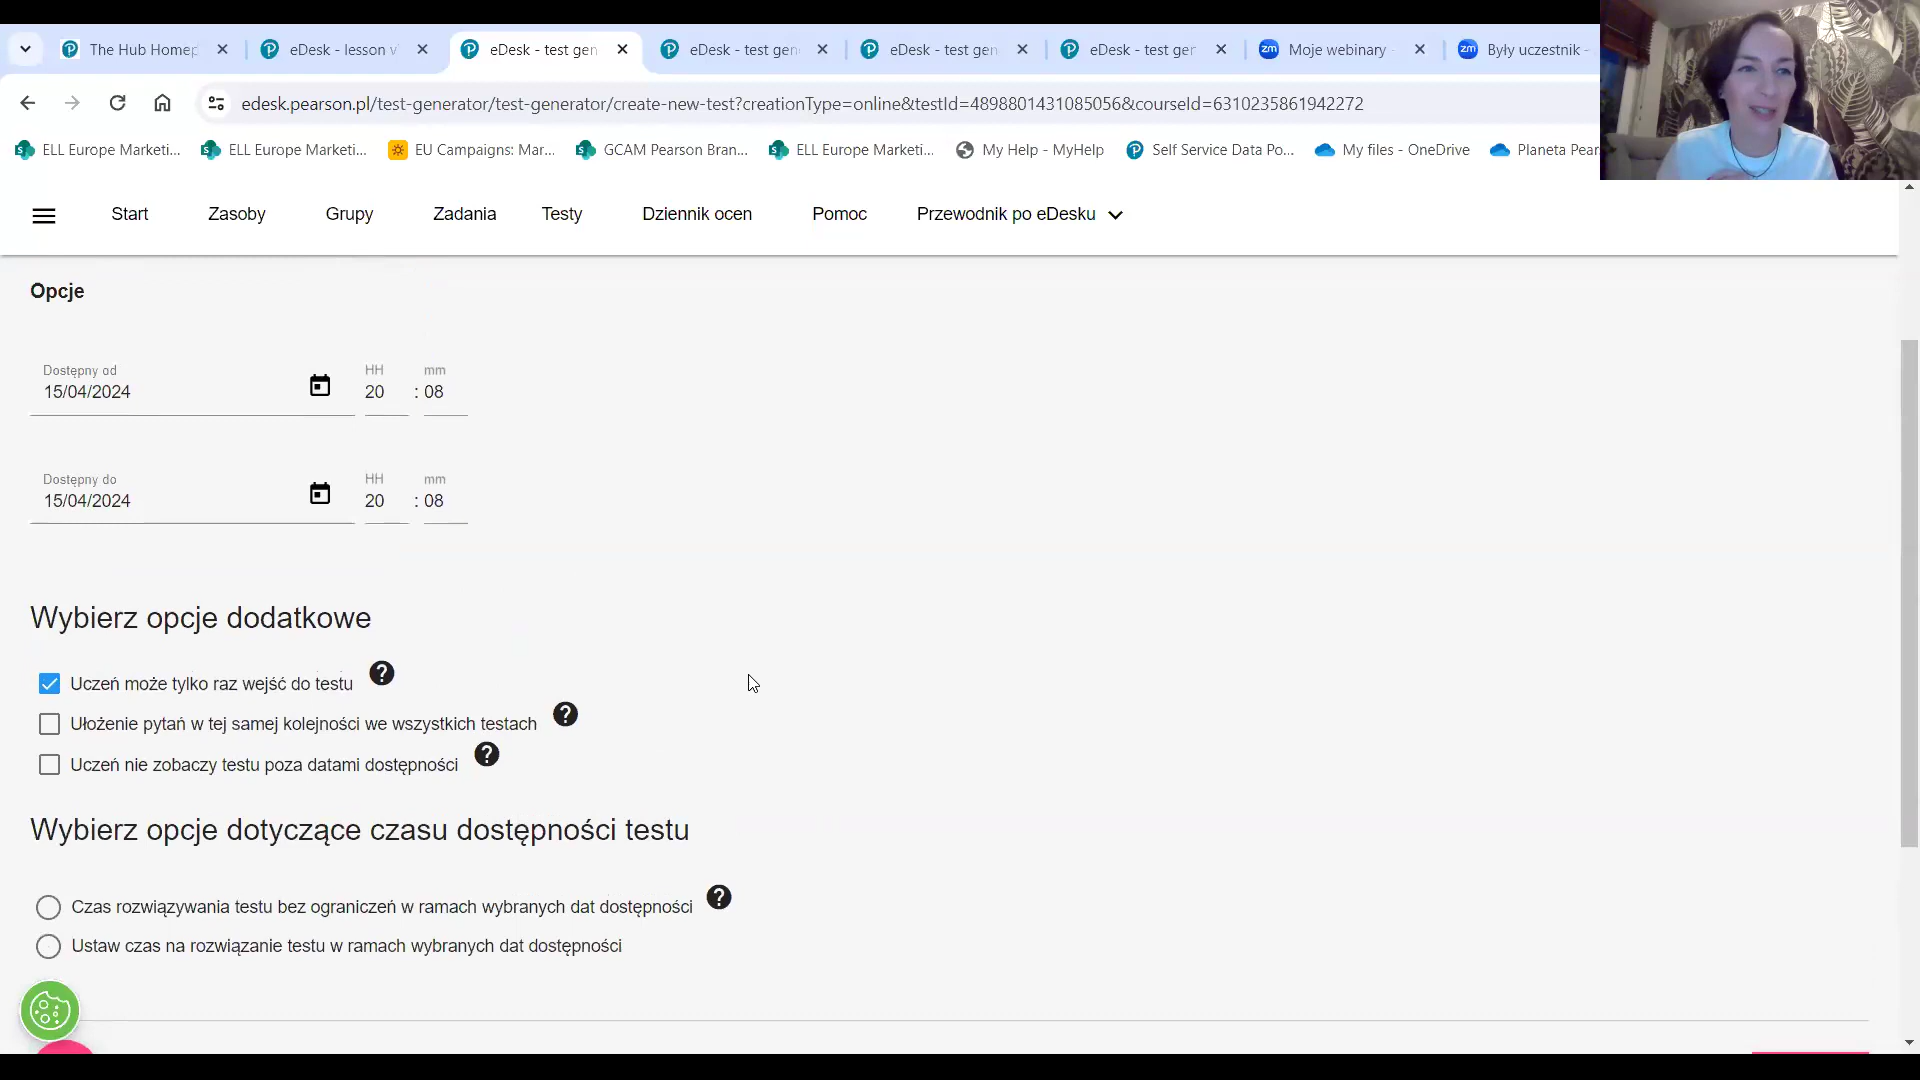 The Hub Homep
eDesk - lesson v
eDesk - test gen
eDesk - test gen
eDesk - test gen
eDesk - test ger
zm Moje webinary
zm Były uczestnik -
edesk.pearson.pl/test-generator/test-generator/create-new-test?creationType=online&testId=4898801431085056&courseId=6310235861942272
ELL Europe Marketi...
ELL Europe Marketi...
EU Campaigns: Mar...
GCAM Pearson Bran...
ELL Europe Marketi...
My Help - MyHelp
Self Service Data Po...
My files - OneDrive
Planeta Pear
Start
Zasoby
Grupy
Zadania
Testy
Dziennik ocen
Pomoc
Przewodnik po eDesku
Opcje
Dostępny od HH mm
15/04/2024 20 : 08
Dostępny do HH mm
15/04/2024 20 : 08
Wybierz opcje dodatkowe
Uczeń może tylko raz wejść do testu ?
Ułożenie pytań w tej samej kolejności we wszystkich testach ?
Uczeń nie zobaczy testu poza datami dostępności ?
Wybierz opcje dotyczące czasu dostępności testu
Czas rozwiązywania testu bez ograniczeń w ramach wybranych dat dostępności ?
Ustaw czas na rozwiązanie testu w ramach wybranych dat dostępności